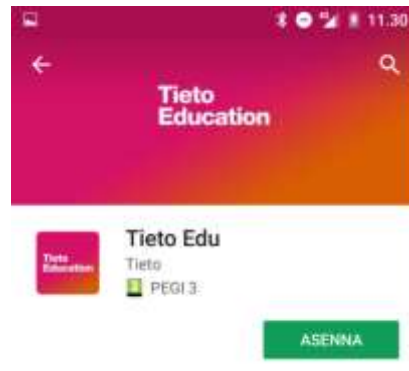 11.30
Tieto
Education
Tieto
Education
Tieto Edu
Tieto
PEGI 3
ASENNA